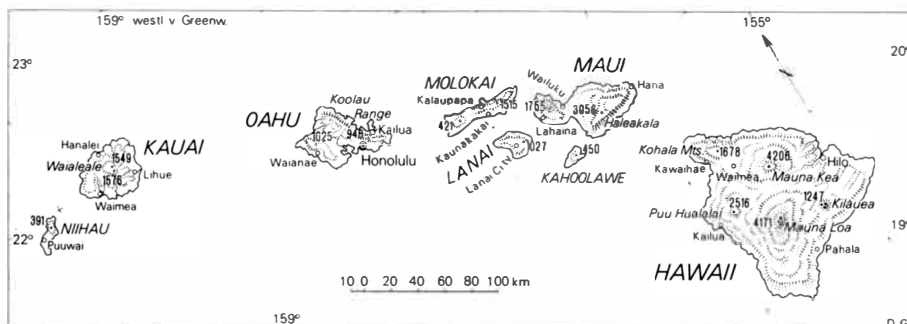 159° westl v Greenw.
155°
23°
20°
MOLOKAI
Kalaupapa
1515
421
Kaunakakai
MAUI
Wailuku
Hana
1765
3056
Lahaina
Haleakala
OAHU
Koolau
Range
Kailua
1025
946
Waianae
Honolulu
LANAI
1027
Lanai City
450
KAHOOLAWE
Hanalei
KAUAI
1549
Waialeale
Lihue
1576
Waimea
391
NIIHAU
Puuwai
22°
Kohala Mts.
1678
4206
Hilo
Kawaihae
Waimea
Mauna Kea
2516
1247
Kilauea
Puu Hualalai
4171
Mauna Loa
Kailua
Pahala
19°
HAWAII
10 0 20 40 60 80 100 km
159°
D.G